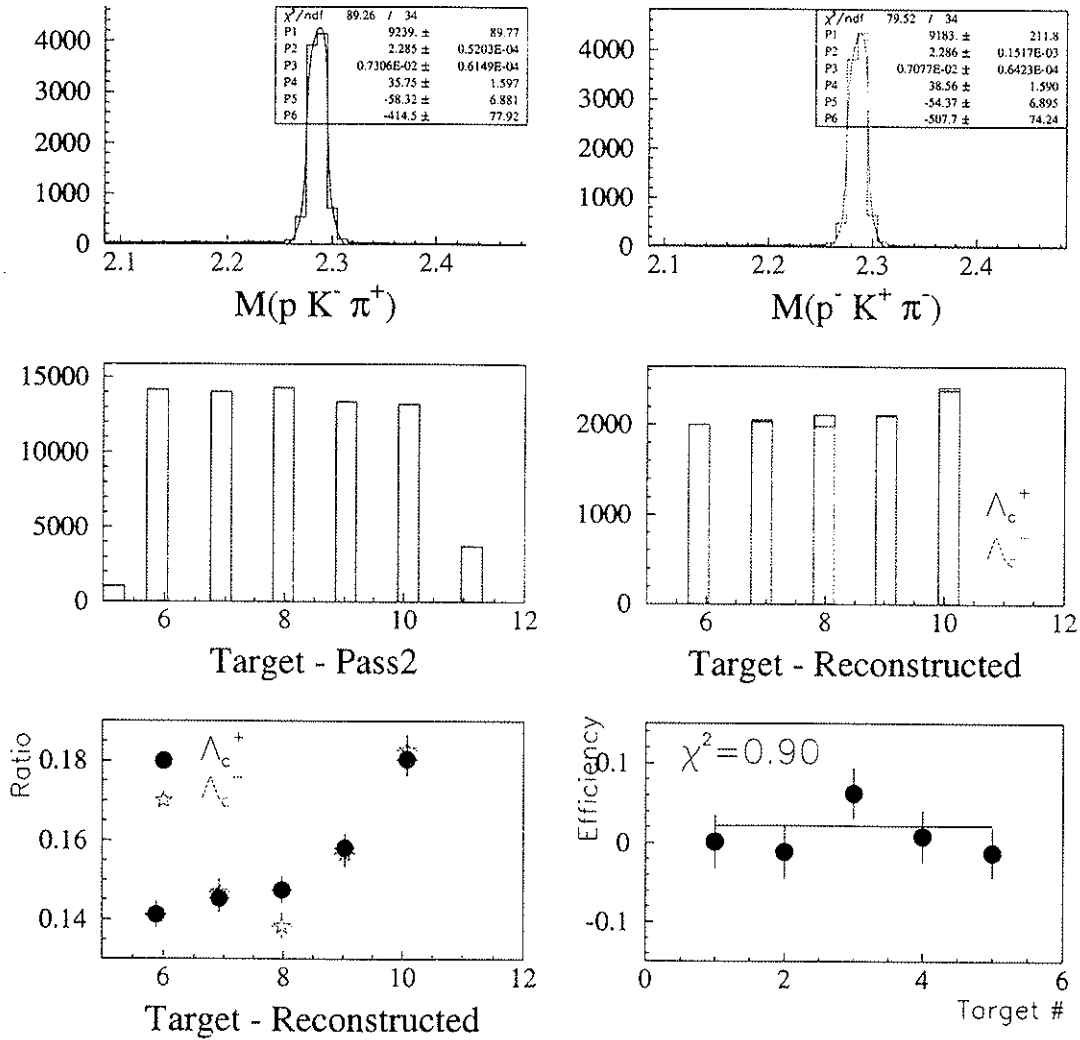 χ²/ndf 89.26 / 34
P1 9239. ± 89.77
P2 2.285 ± 0.5203E-04
P3 0.7306E-02 ± 0.6149E-04
P4 35.75 ± 1.597
P5 -58.32 ± 6.881
P6 -414.5 ± 77.92
4000
3000
2000
1000
0
2.1 2.2 2.3 2.4
M(p K⁻ π⁺)
χ²/ndf 79.52 / 34
P1 9183. ± 211.8
P2 2.286 ± 0.1517E-03
P3 0.7077E-02 ± 0.6423E-04
P4 38.56 ± 1.590
P5 -54.37 ± 6.895
P6 -507.7 ± 74.24
4000
3000
2000
1000
0
2.1 2.2 2.3 2.4
M(p⁻ K⁺ π⁻)
15000
10000
5000
0
6 8 10 12
Target - Pass2
2000
1000
0
Λc⁺
Λc⁻
6 8 10 12
Target - Reconstructed
Ratio
0.18
0.16
0.14
Λc⁺
Λc⁻
6 8 10 12
Target - Reconstructed
Efficiency
χ²=0.90
0.1
0
-0.1
0 2 4 6
Target #